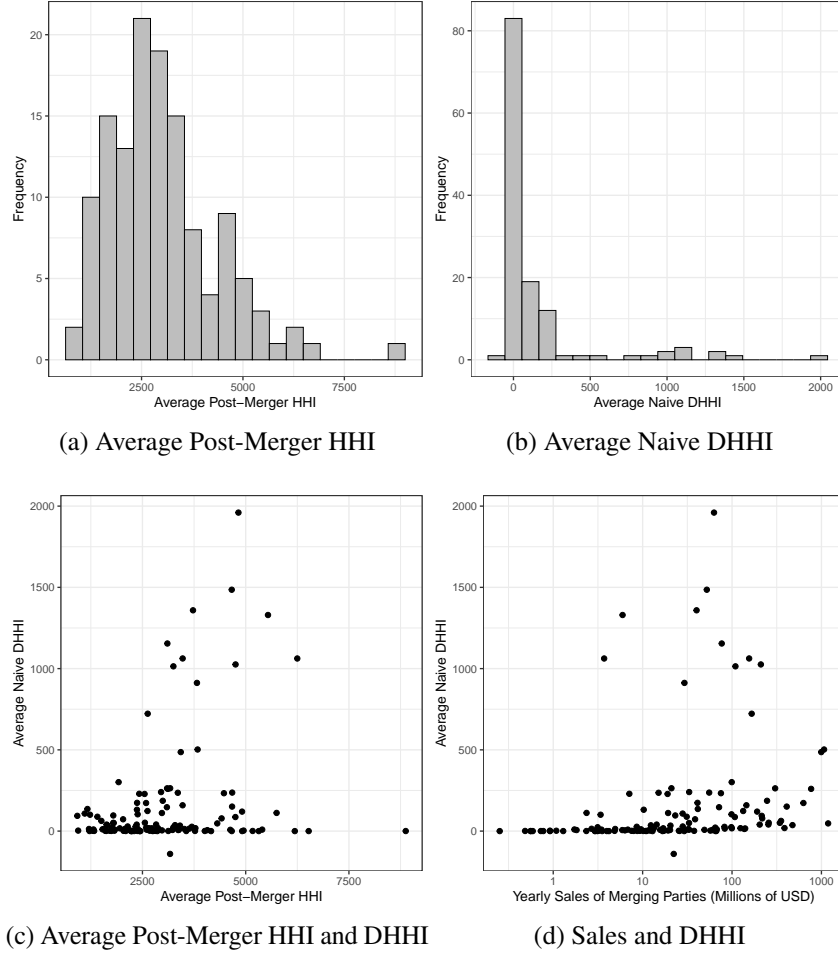 20
15
10
5
0
Frequency
2500
5000
7500
Average Post–Merger HHI
(a) Average Post-Merger HHI
80
60
40
20
0
Frequency
0
500
1000
1500
2000
Average Naive DHHI
(b) Average Naive DHHI
2000
1500
1000
500
0
Average Naive DHHI
2500
5000
7500
Average Post–Merger HHI
(c) Average Post-Merger HHI and DHHI
2000
1500
1000
500
0
Average Naive DHHI
1
10
100
1000
Yearly Sales of Merging Parties (Millions of USD)
(d) Sales and DHHI